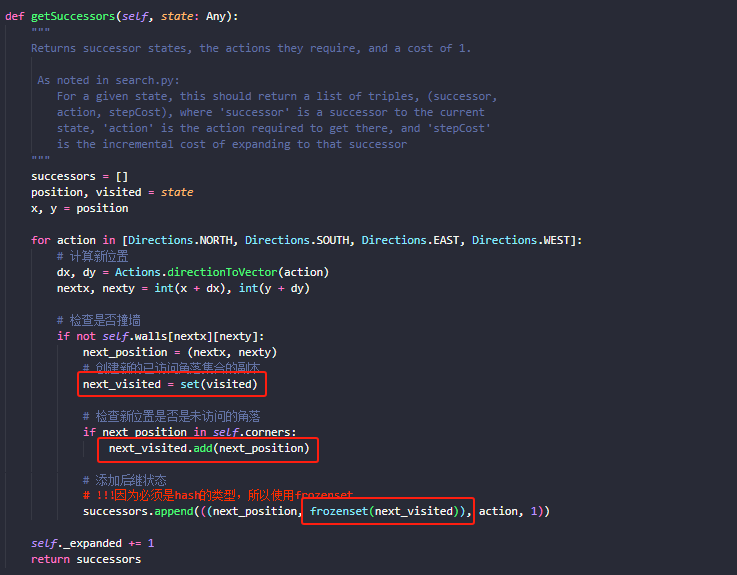 def getSuccessors(self, state: Any):
"""
Returns successor states, the actions they require, and a cost of 1.
As noted in search.py:
For a given state, this should return a list of triples, (successor,
action, stepCost), where 'successor' is a successor to the current
state, 'action' is the action required to get there, and 'stepCost'
is the incremental cost of expanding to that successor
"""
successors = []
position, visited = state
x, y = position
for action in [Directions.NORTH, Directions.SOUTH, Directions.EAST, Directions.WEST]:
# 计算新位置
dx, dy = Actions.directionToVector(action)
nextx, nexty = int(x + dx), int(y + dy)
# 检查是否撞墙
if not self.walls[nextx][nexty]:
next_position = (nextx, nexty)
# 创建新的已访问角落集合的副本
next_visited = set(visited)
# 检查新位置是否是未访问的角落
if next_position in self.corners:
next_visited.add(next_position)
# 添加后继状态
# !!!因为必须是hash的类型，所以使用frozenset
successors.append(((next_position, frozenset(next_visited)), action, 1))
self._expanded += 1
return successors